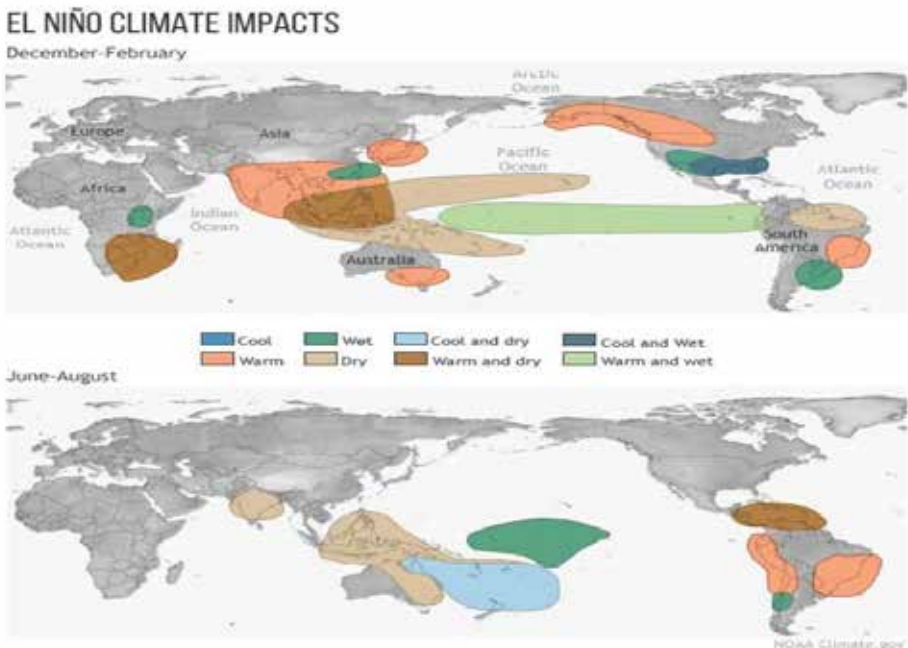 EL NIÑO CLIMATE IMPACTS
December-February
Arctic
Ocean
Europe
Asia
Pacific
Ocean
Atlantic
Ocean
Africa
Indian
Ocean
Atlantic
Ocean
South
America
Australia
Cool
Wet
Cool and dry
Cool and Wet
Warm
Dry
Warm and dry
Warm and wet
June-August
NOAA Climate.gov